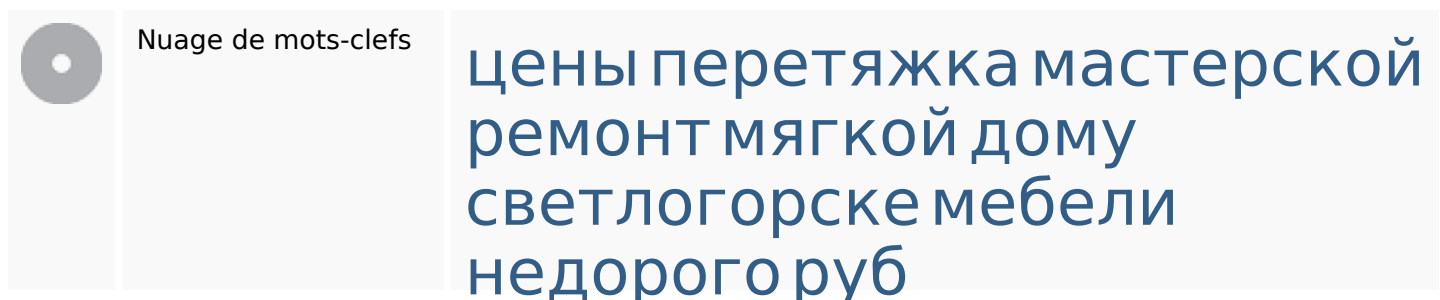 Nuage de mots-clefs
цены перетяжка мастерской
ремонт мягкой дому
светлогорске мебели
недорого руб